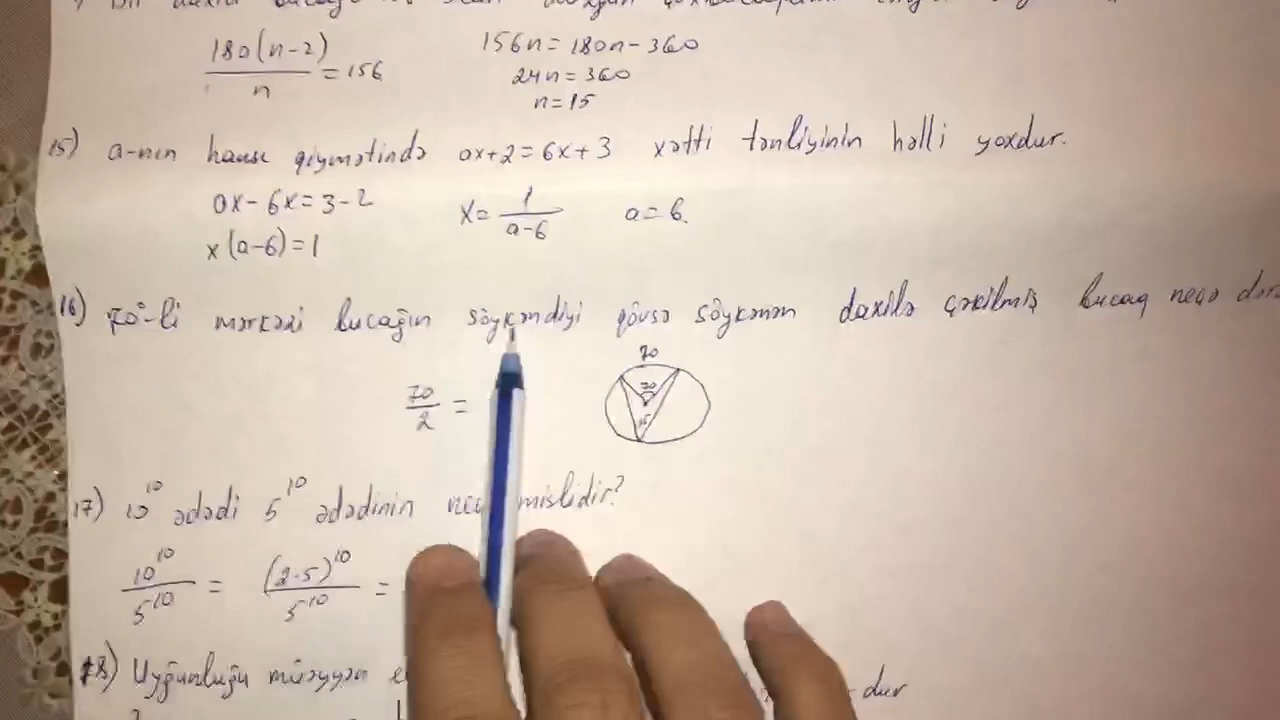 180(n-2) / n = 156
156n = 180n - 360
24n = 360
n = 15
15) a-nın hansı qiymətində ax+2=6x+3 xətti tənliyinin həlli yoxdur.
ax - 6x = 3 - 2
x(a-6) = 1
x = 1 / a-6
a = 6.
16) 70°-li mərkəzi bucağın söykəndiyi qövsə söykənən daxilə çəkilmiş bucaq neçə
70
70
70/2 =
17) 10^10 ədədi 5^10 ədədinin mislidir?
10^10 / 5^10 = (2·5)^10 / 5^10 =
18) Uyğunluğu müəyyən
dur